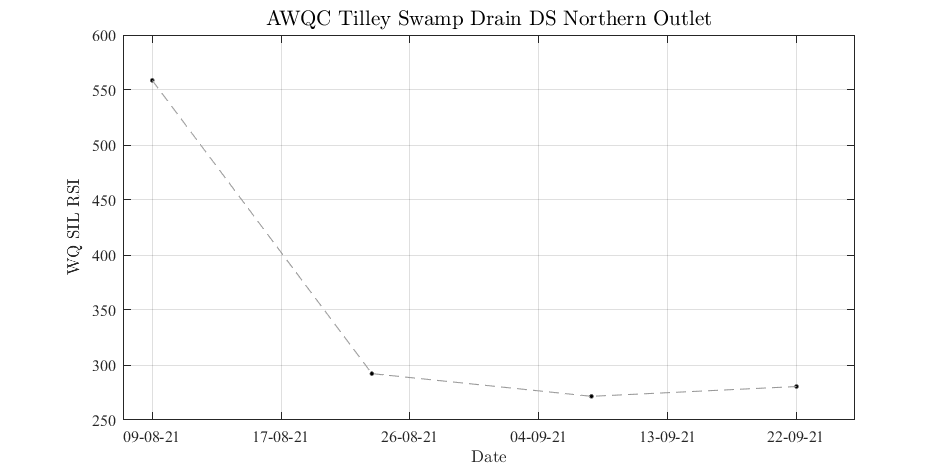 AWQC Tilley Swamp Drain DS Northern Outlet
600
550
500
450
400
350
300
250
WQ SIL RSI
09-08-21 17-08-21 26-08-21 04-09-21 13-09-21 22-09-21
Date